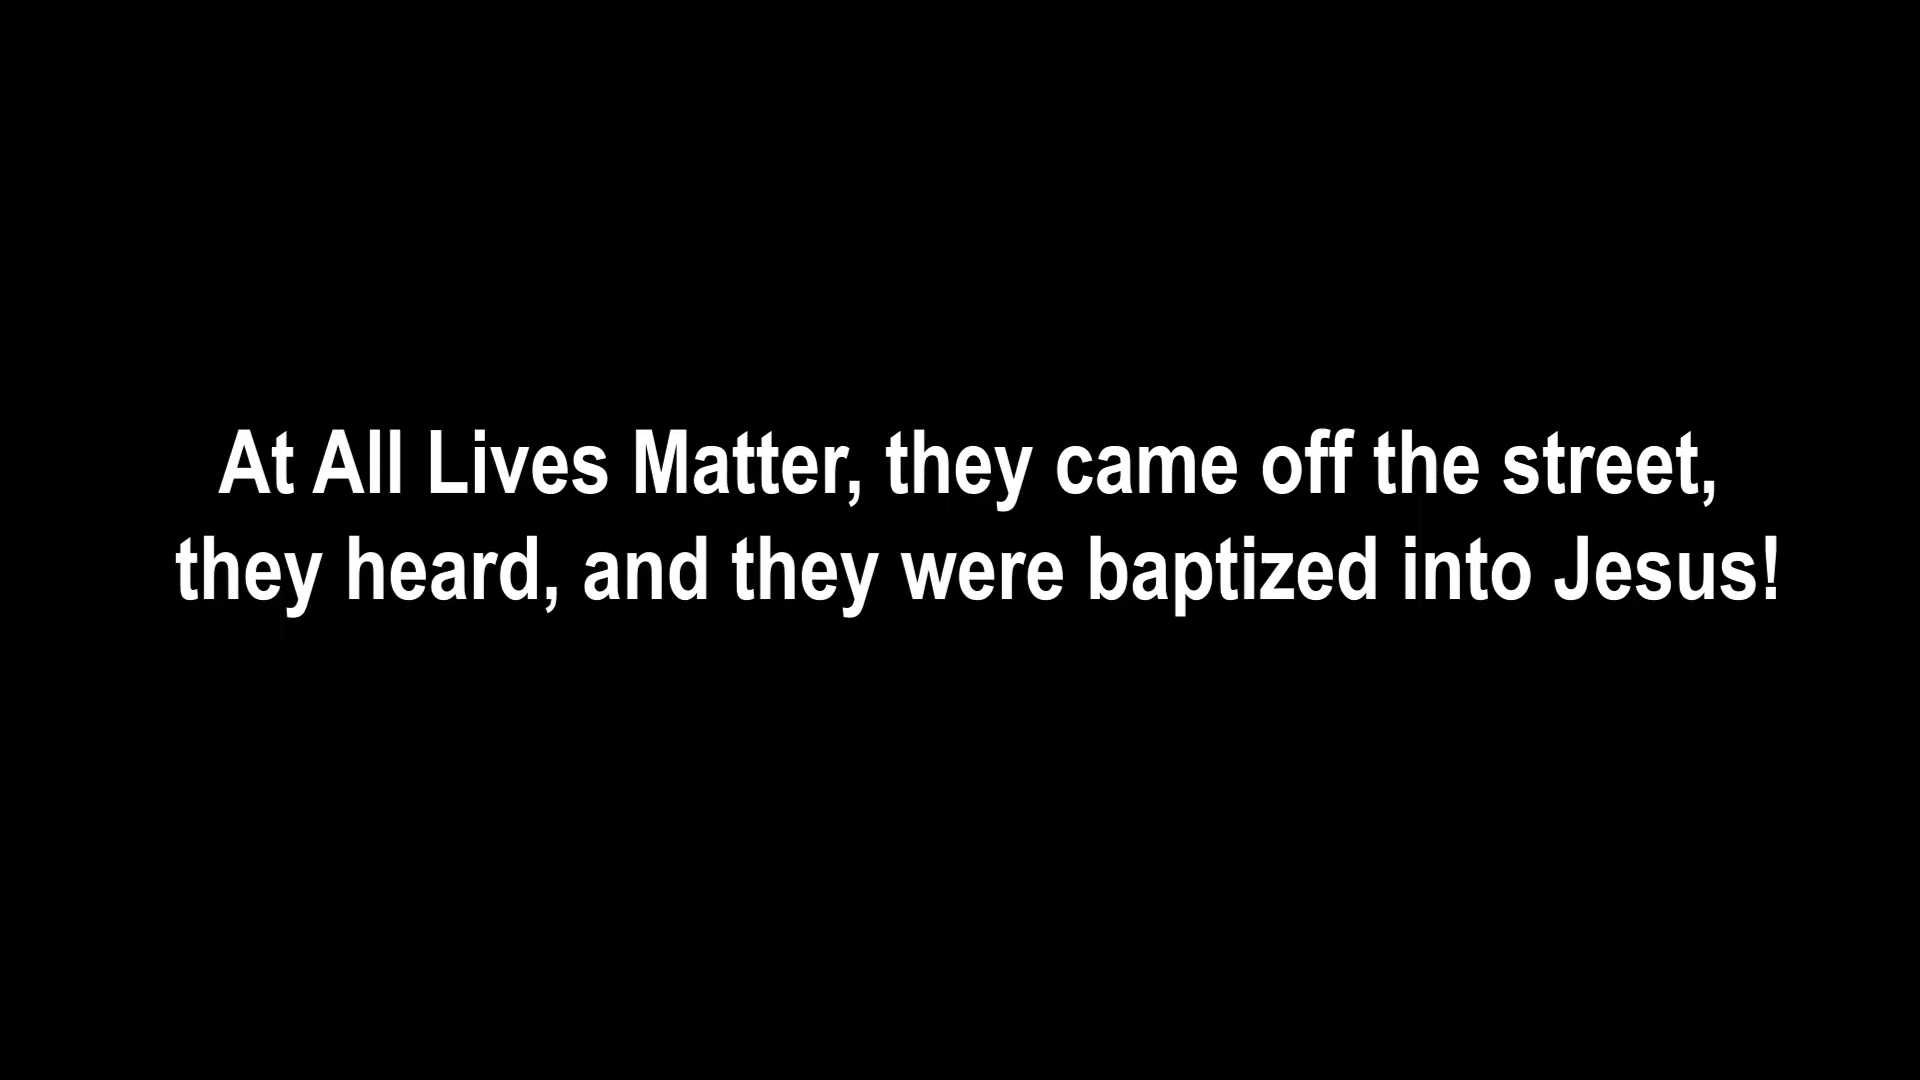 At All Lives Matter, they came off the street,
they heard, and they were baptized into Jesus!